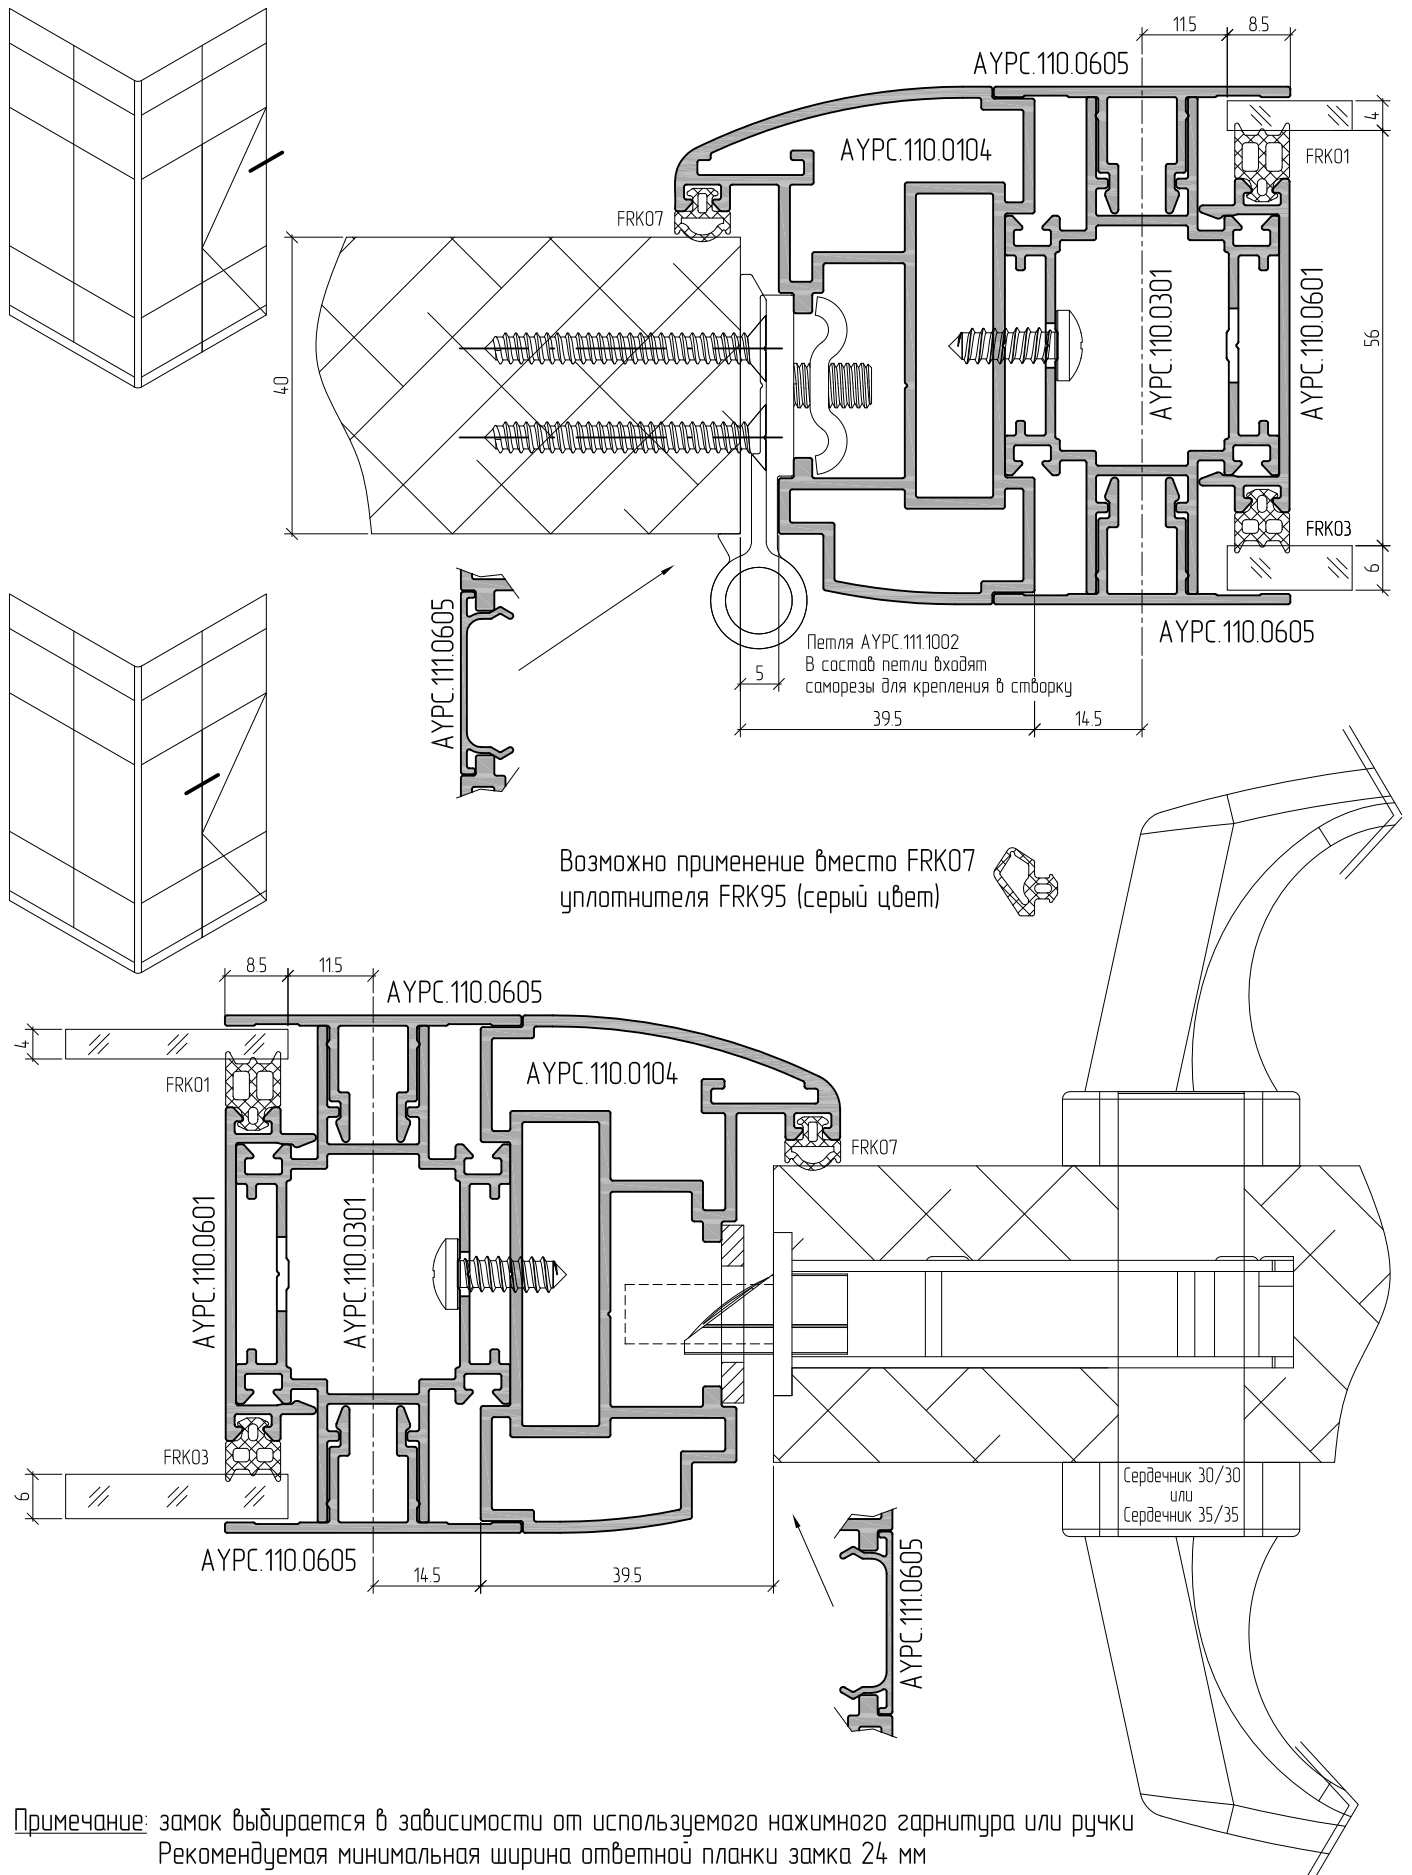 11.5
8.5
AYPC.110.0605
4
AYPC.110.0104
FRK01
FRK07
AYPC.110.0301
AYPC.110.0601
56
40
FRK03
6
AYPC.110.0605
AYPC.111.0605
Петля AYPC.111.1002
В состав петли входят
саморезы для крепления в створку
5
39.5
14.5
Возможно применение вместо FRK07
уплотнителя FRK95 (серый цвет)
8.5
11.5
AYPC.110.0605
4
AYPC.110.0104
FRK01
FRK07
AYPC.110.0601
AYPC.110.0301
FRK03
6
Сердечник 30/30
или
Сердечник 35/35
AYPC.110.0605
14.5
39.5
AYPC.111.0605
Примечание: замок выбирается в зависимости от используемого нажимного гарнитура или ручки
Рекомендуемая минимальная ширина ответной планки замка 24 мм